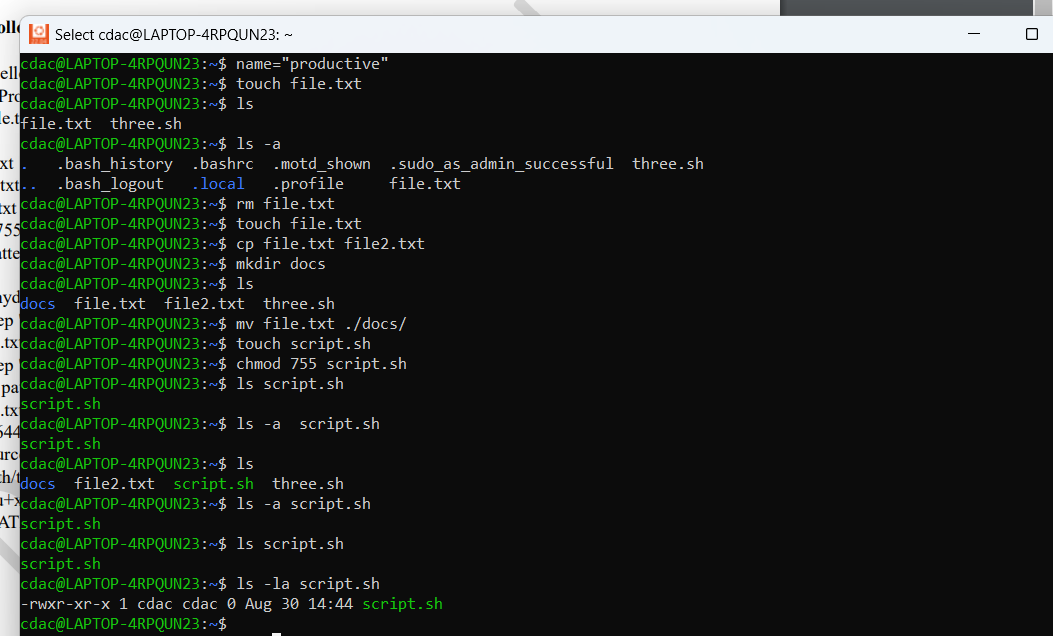 Select cdac@LAPTOP-4RPQUN23: ~
cdac@LAPTOP-4RPQUN23:~$ name="productive"
cdac@LAPTOP-4RPQUN23:~$ touch file.txt
cdac@LAPTOP-4RPQUN23:~$ ls
file.txt  three.sh
cdac@LAPTOP-4RPQUN23:~$ ls -a
.   .bash_history  .bashrc  .motd_shown  .sudo_as_admin_successful  three.sh
..  .bash_logout   .local   .profile     file.txt
cdac@LAPTOP-4RPQUN23:~$ rm file.txt
cdac@LAPTOP-4RPQUN23:~$ touch file.txt
cdac@LAPTOP-4RPQUN23:~$ cp file.txt file2.txt
cdac@LAPTOP-4RPQUN23:~$ mkdir docs
cdac@LAPTOP-4RPQUN23:~$ ls
docs  file.txt  file2.txt  three.sh
cdac@LAPTOP-4RPQUN23:~$ mv file.txt ./docs/
cdac@LAPTOP-4RPQUN23:~$ touch script.sh
cdac@LAPTOP-4RPQUN23:~$ chmod 755 script.sh
cdac@LAPTOP-4RPQUN23:~$ ls script.sh
script.sh
cdac@LAPTOP-4RPQUN23:~$ ls -a  script.sh
script.sh
cdac@LAPTOP-4RPQUN23:~$ ls
docs  file2.txt  script.sh  three.sh
cdac@LAPTOP-4RPQUN23:~$ ls -a script.sh
script.sh
cdac@LAPTOP-4RPQUN23:~$ ls script.sh
script.sh
cdac@LAPTOP-4RPQUN23:~$ ls -la script.sh
-rwxr-xr-x 1 cdac cdac 0 Aug 30 14:44 script.sh
cdac@LAPTOP-4RPQUN23:~$